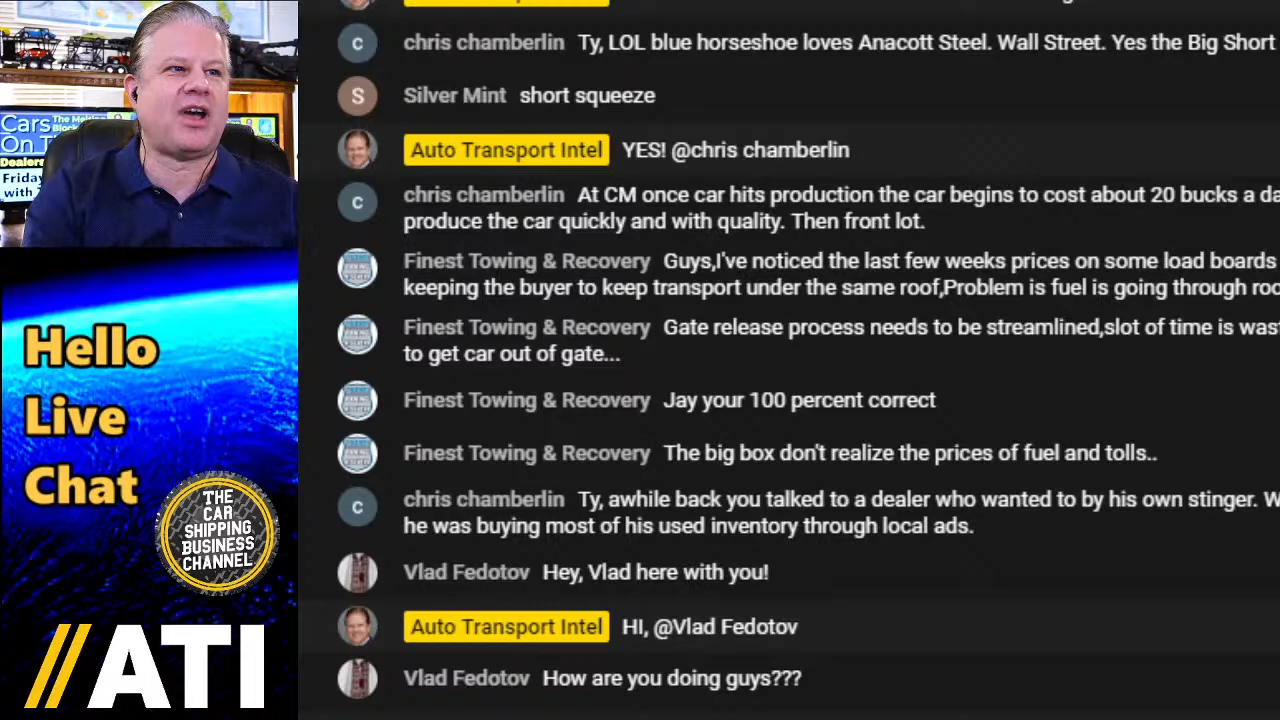 Cars
On T
Dealers
Friday
with
The
Hello
Live
Chat
THE
CAR
SHIPPING
BUSINESS
CHANNEL
//ATI
chris chamberlin Ty, LOL blue horseshoe loves Anacott Steel. Wall Street. Yes the Big Short
S Silver Mint short squeeze
Auto Transport Intel YES! @chris chamberlin
c chris chamberlin At CM once car hits production the car begins to cost about 20 bucks a da
produce the car quickly and with quality. Then front lot.
Finest Towing & Recovery Guys,I've noticed the last few weeks prices on some load boards
keeping the buyer to keep transport under the same roof,Problem is fuel is going through roo
Finest Towing & Recovery Gate release process needs to be streamlined,slot of time is was
to get car out of gate...
Finest Towing & Recovery Jay your 100 percent correct
Finest Towing & Recovery The big box don't realize the prices of fuel and tolls..
c chris chamberlin Ty, awhile back you talked to a dealer who wanted to by his own stinger. W
he was buying most of his used inventory through local ads.
Vlad Fedotov Hey, Vlad here with you!
Auto Transport Intel HI, @Vlad Fedotov
Vlad Fedotov How are you doing guys???